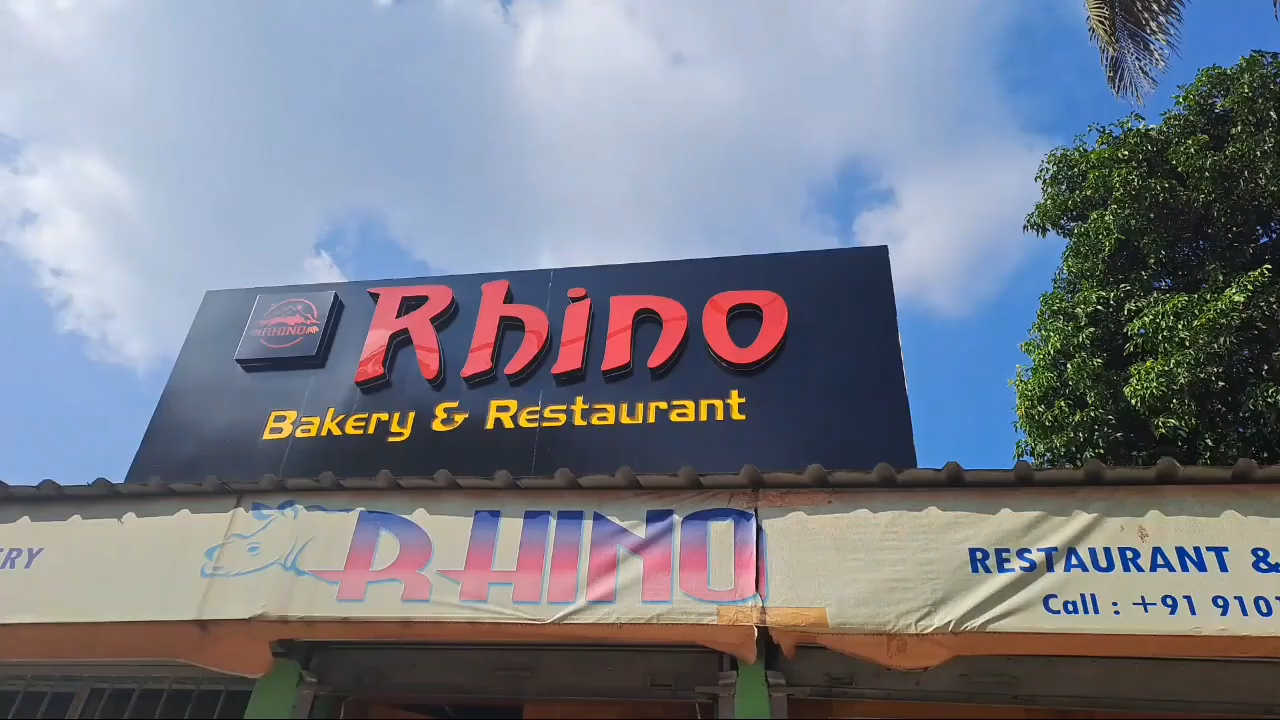 RHINO
Rhino
Bakery & Restaurant
RHINO
RY
RESTAURANT &
Call : +91 910